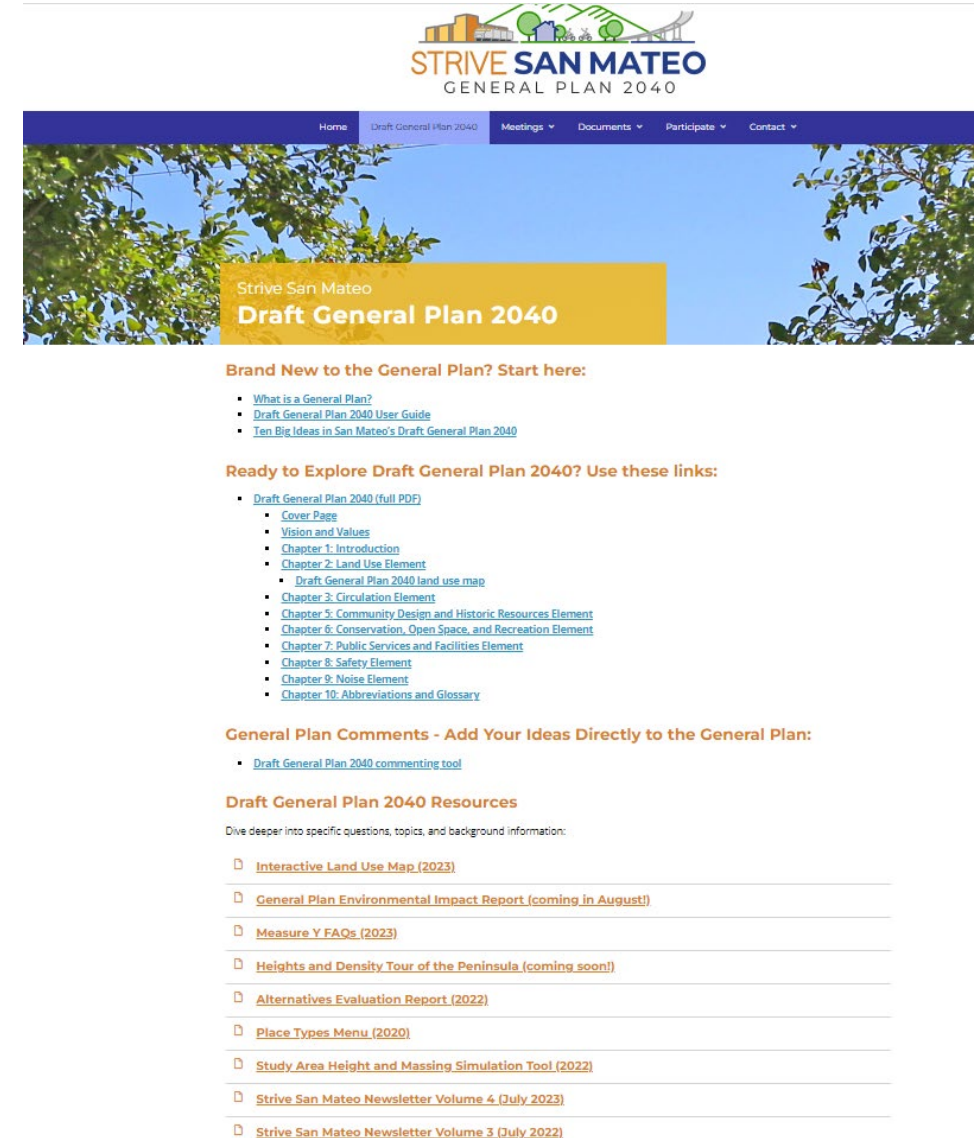 STRIVE SAN MATEO
GENERAL PLAN 2040
Home Draft General Plan 2040 Meetings Documents Participate Contact
Strive San Mateo
Draft General Plan 2040
Brand New to the General Plan? Start here:
What is a General Plan?
Draft General Plan 2040 User Guide
Ten Big Ideas in San Mateo's Draft General Plan 2040
Ready to Explore Draft General Plan 2040? Use these links:
Draft General Plan 2040 (full PDF)
Cover Page
Vision and Values
Chapter 1: Introduction
Chapter 2: Land Use Element
Draft General Plan 2040 land use map
Chapter 3: Circulation Element
Chapter 5: Community Design and Historic Resources Element
Chapter 6: Conservation, Open Space, and Recreation Element
Chapter 7: Public Services and Facilities Element
Chapter 8: Safety Element
Chapter 9: Noise Element
Chapter 10: Abbreviations and Glossary
General Plan Comments - Add Your Ideas Directly to the General Plan:
Draft General Plan 2040 commenting tool
Draft General Plan 2040 Resources
Dive deeper into specific questions, topics, and background information:
Interactive Land Use Map (2023)
General Plan Environmental Impact Report (coming in August!)
Measure Y FAQs (2023)
Heights and Density Tour of the Peninsula (coming soon!)
Alternatives Evaluation Report (2022)
Place Types Menu (2020)
Study Area Height and Massing Simulation Tool (2022)
Strive San Mateo Newsletter Volume 4 (July 2023)
Strive San Mateo Newsletter Volume 3 (July 2022)